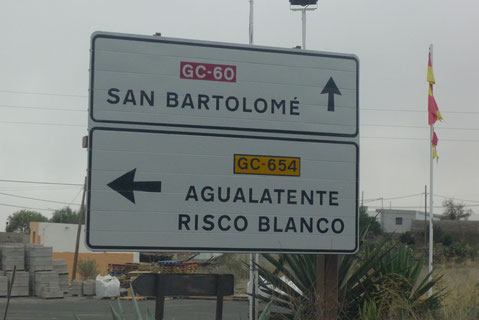 GC-60
SAN BARTOLOMÉ
GC-654
AGUALATENTE
RISCO BLANCO